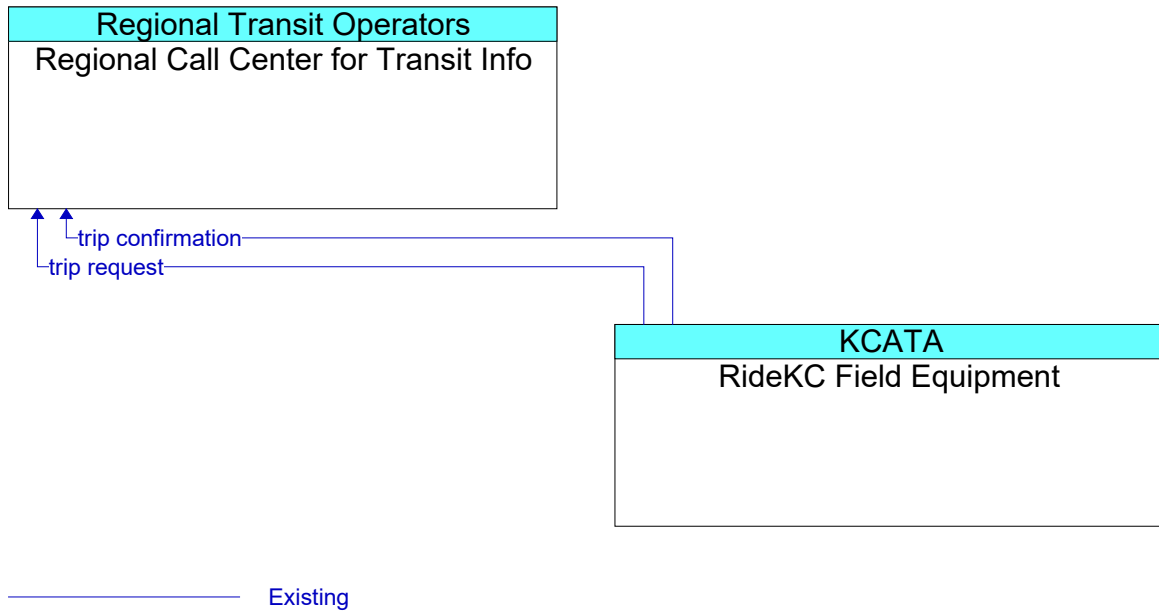 Regional Transit Operators
Regional Call Center for Transit Info
trip confirmation
trip request
KCATA
RideKC Field Equipment
Existing